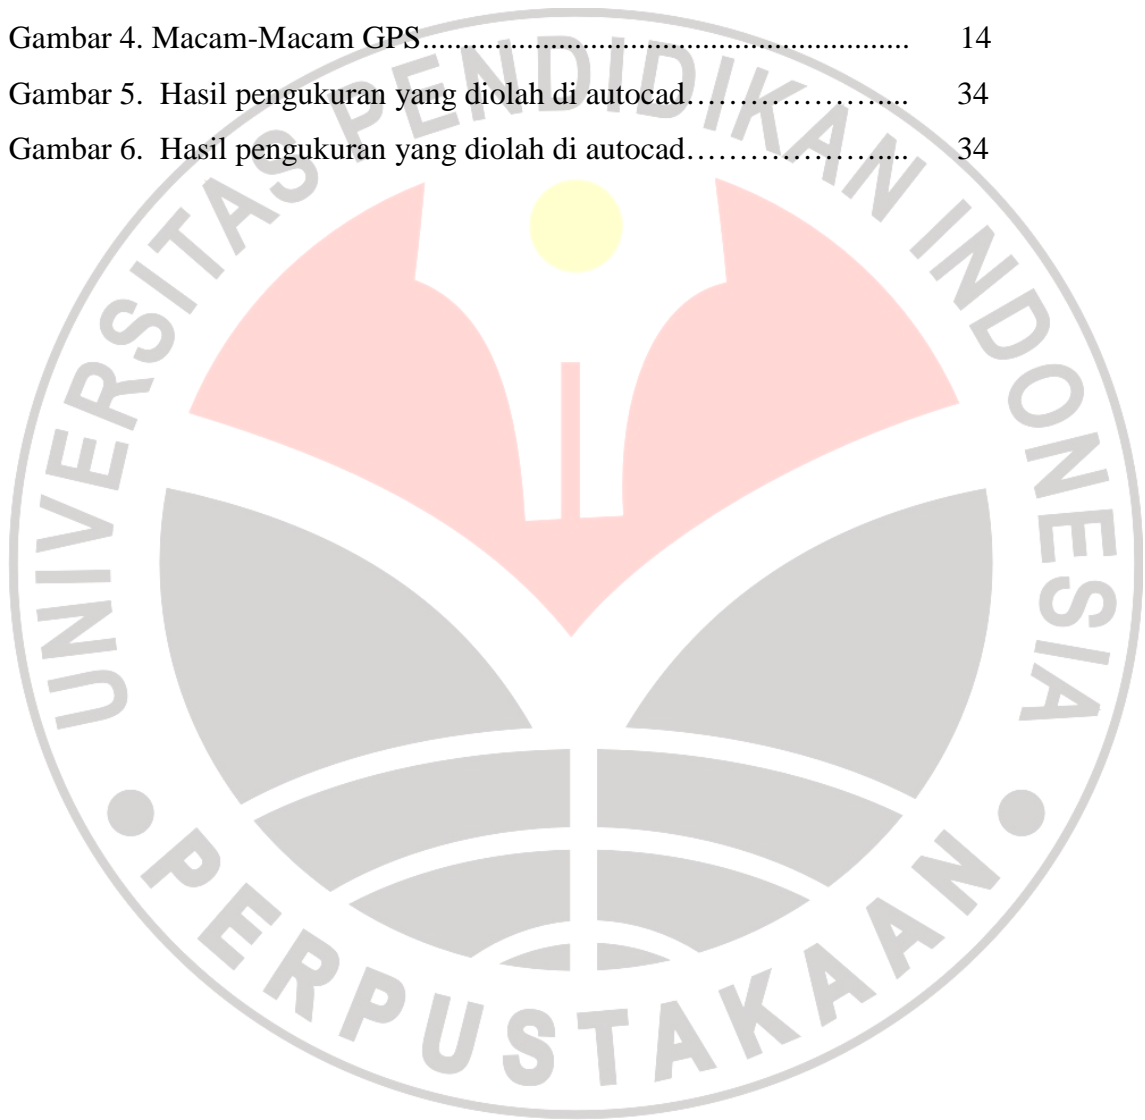 Gambar 4. Macam-Macam GPS............................................................ 14
Gambar 5.  Hasil pengukuran yang diolah di autocad………………….... 34
Gambar 6.  Hasil pengukuran yang diolah di autocad………………….... 34
UNIVERSITAS PENDIDIKAN INDONESIA
PERPUSTAKAAN